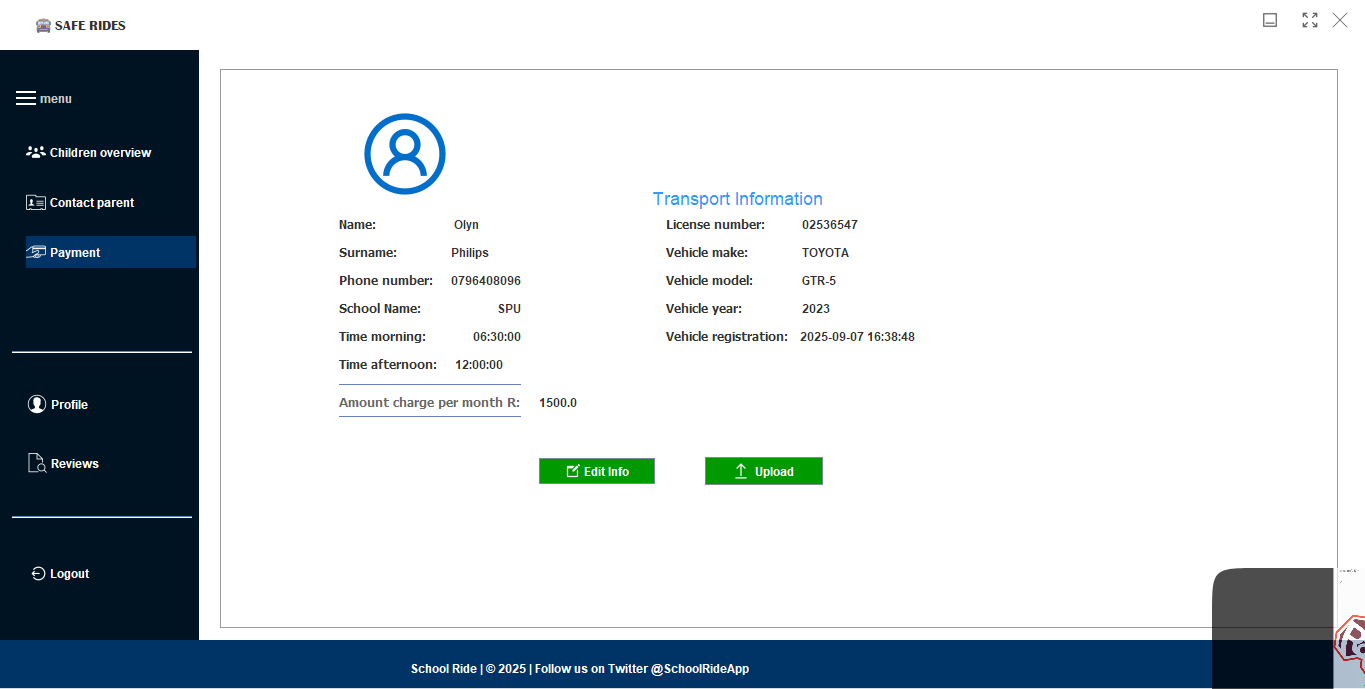 SAFE RIDES
menu
Children overview
Contact parent
Payment
Profile
Reviews
Logout
Name: Olyn
Surname: Philips
Phone number: 0796408096
School Name: SPU
Time morning: 06:30:00
Time afternoon: 12:00:00
Amount charge per month R: 1500.0
Transport Information
License number: 02536547
Vehicle make: TOYOTA
Vehicle model: GTR-5
Vehicle year: 2023
Vehicle registration: 2025-09-07 16:38:48
Edit Info
Upload
School Ride | © 2025 | Follow us on Twitter @SchoolRideApp